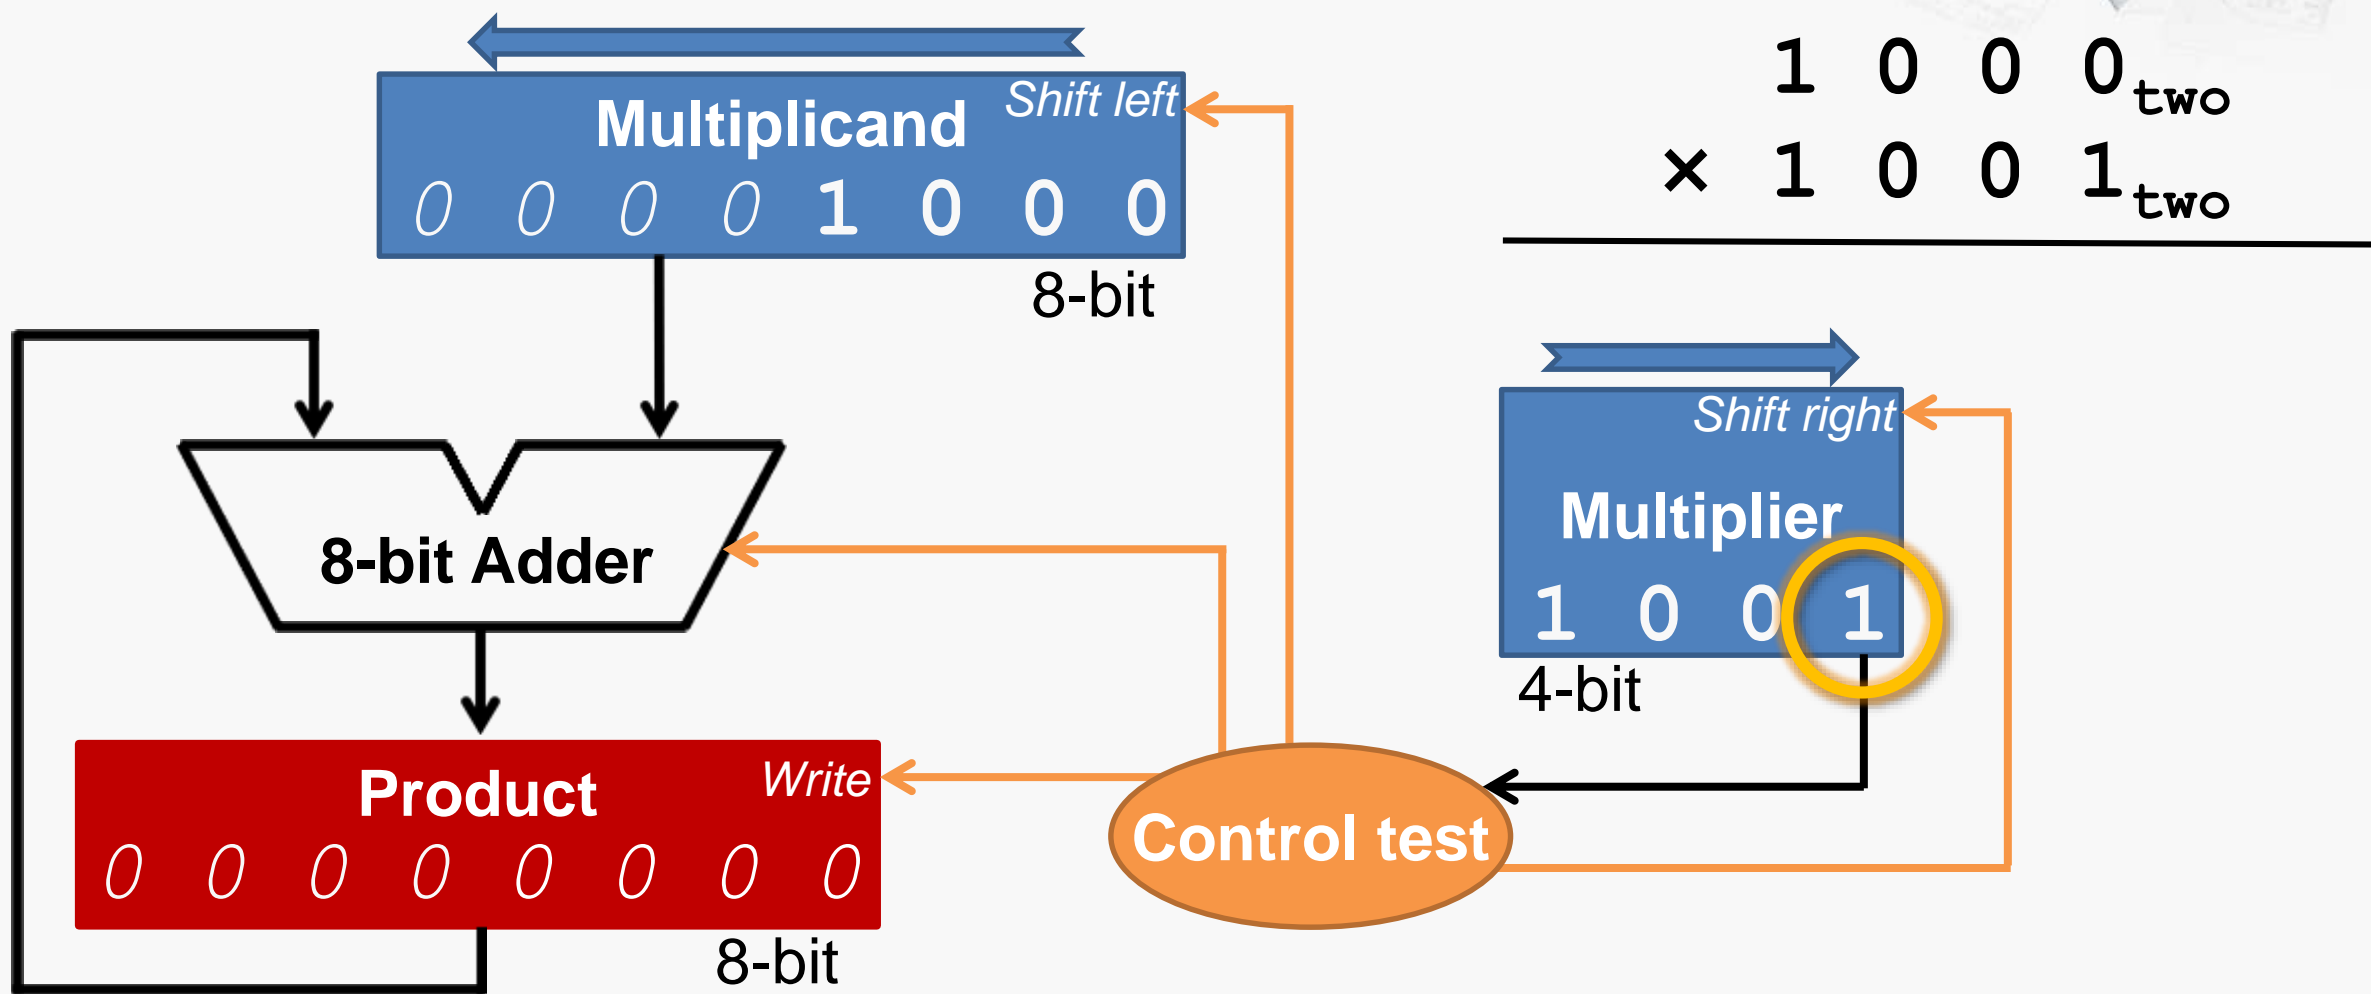 Multiplicand
Shift left
0 0 0 0 1 0 0 0
8-bit
1 0 0 0two
× 1 0 0 1two
Shift right
Multiplier
1 0 0 1
4-bit
8-bit Adder
Product
Write
0 0 0 0 0 0 0 0
8-bit
Control test